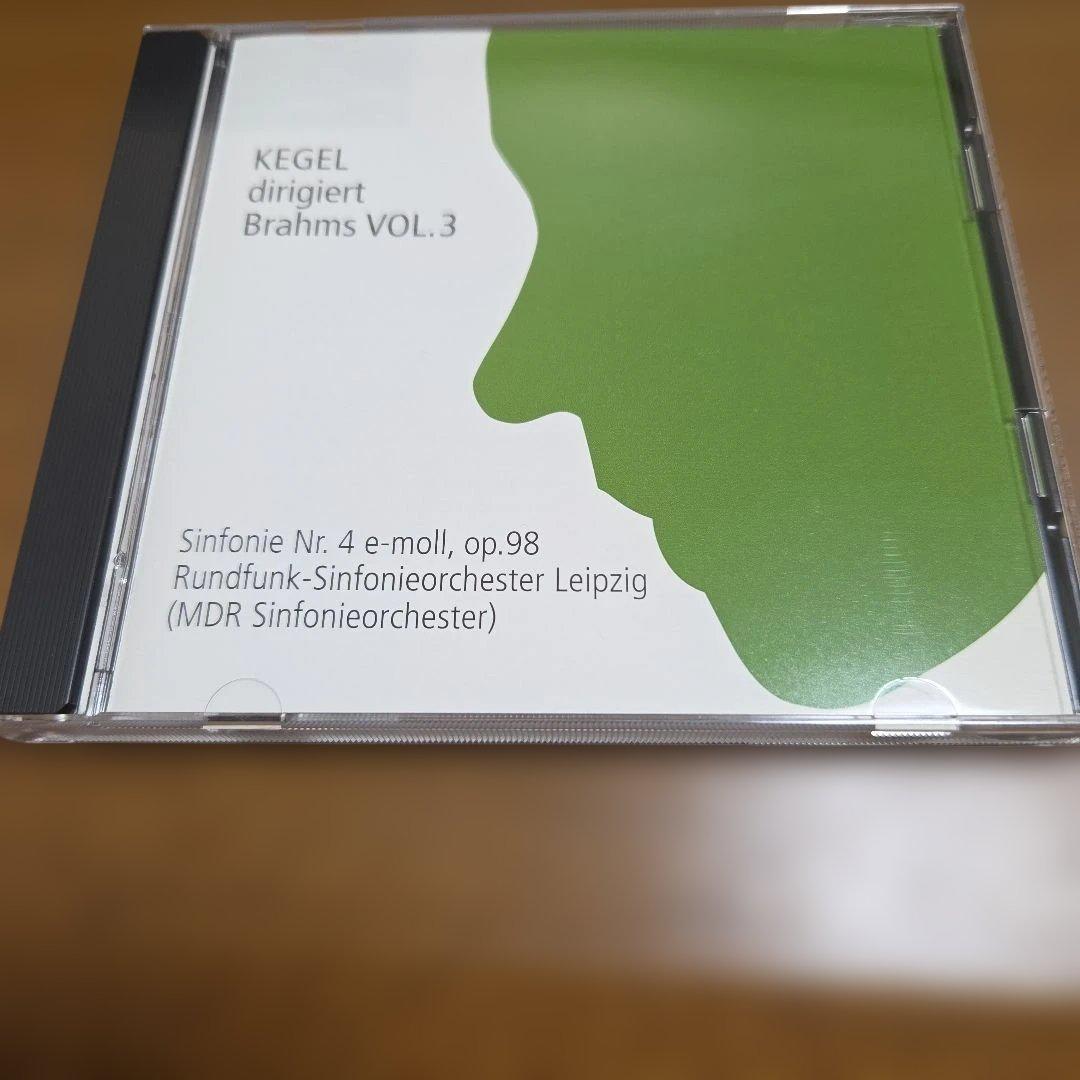 KEGEL
dirigiert
Brahms VOL.3
Sinfonie Nr. 4 e-moll, op.98
Rundfunk-Sinfonieorchester Leipzig
(MDR Sinfonieorchester)